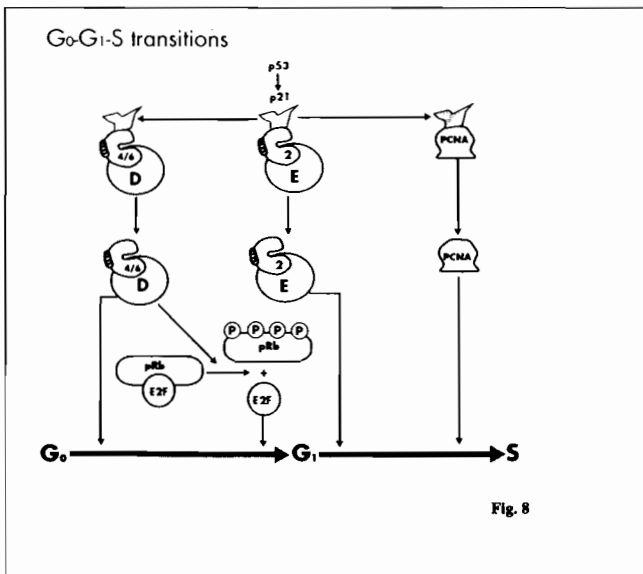 G₀-G₁-S transitions
p53
p21
4/6
D
2
E
PCNA
4/6
D
2
E
PCNA
P P P P
pRb
pRb
+
E2F
E2F
G₀
G₁
S
Fig. 8